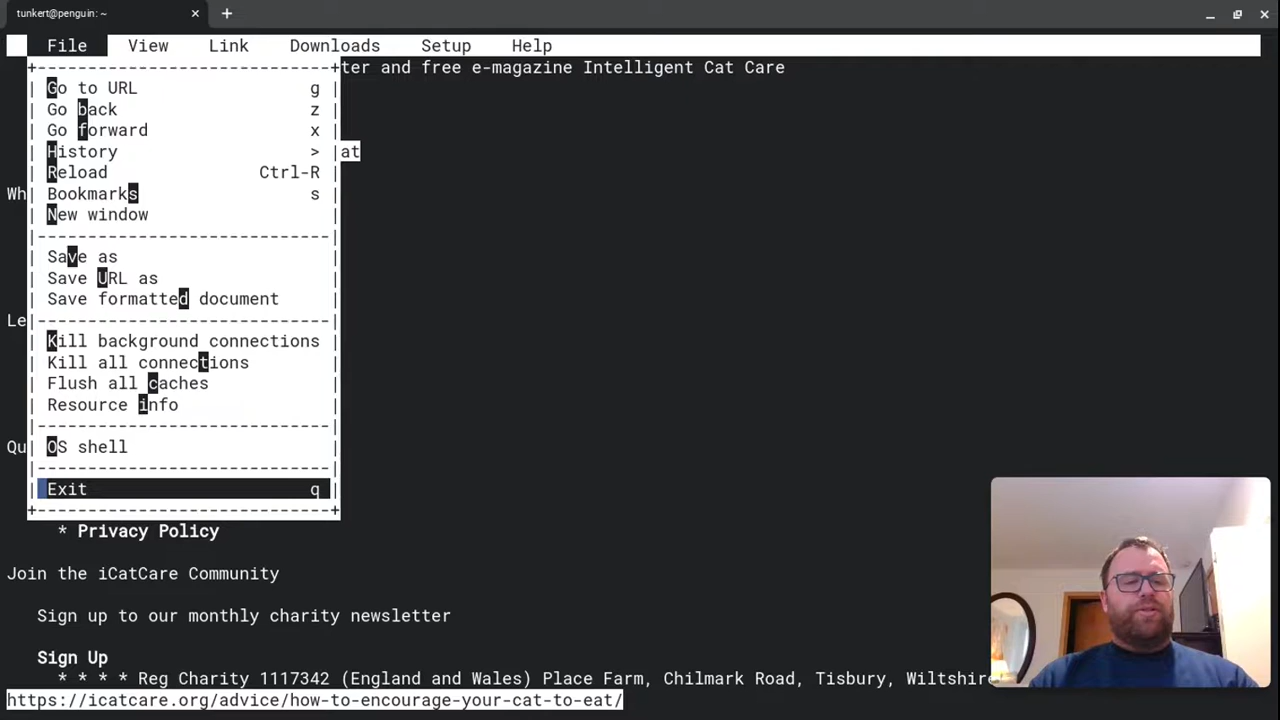 tunkert@penguin: ~
File View Link Downloads Setup Help
ter and free e-magazine Intelligent Cat Care
Go to URL g
Go back z
Go forward x
History > at
Reload Ctrl-R
Wh Bookmarks s
New window
Save as
Save URL as
Save formatted document
Le
Kill background connections
Kill all connections
Flush all caches
Resource info
Qu OS shell
Exit q
* Privacy Policy
Join the iCatCare Community
Sign up to our monthly charity newsletter
Sign Up
* * * * Reg Charity 1117342 (England and Wales) Place Farm, Chilmark Road, Tisbury, Wiltshire
https://icatcare.org/advice/how-to-encourage-your-cat-to-eat/